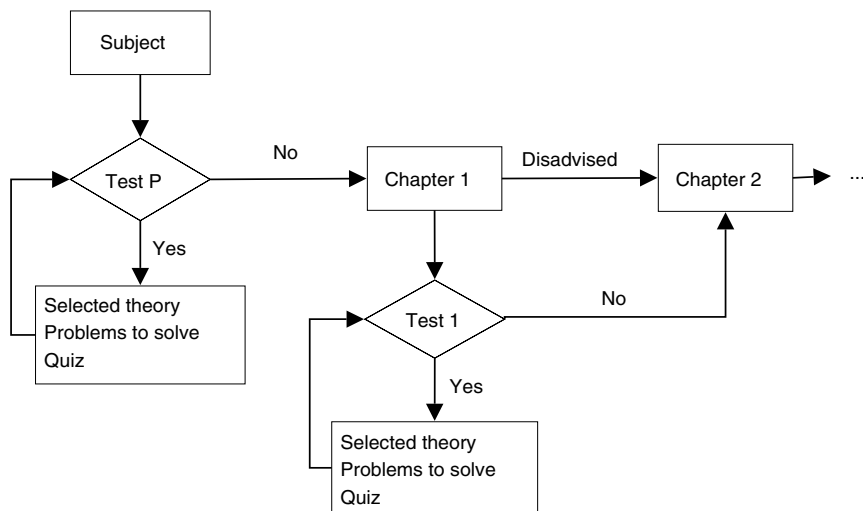 Subject
Test P
No
Chapter 1
Disadvised
Chapter 2
...
Yes
Selected theory
Problems to solve
Quiz
Test 1
No
Yes
Selected theory
Problems to solve
Quiz